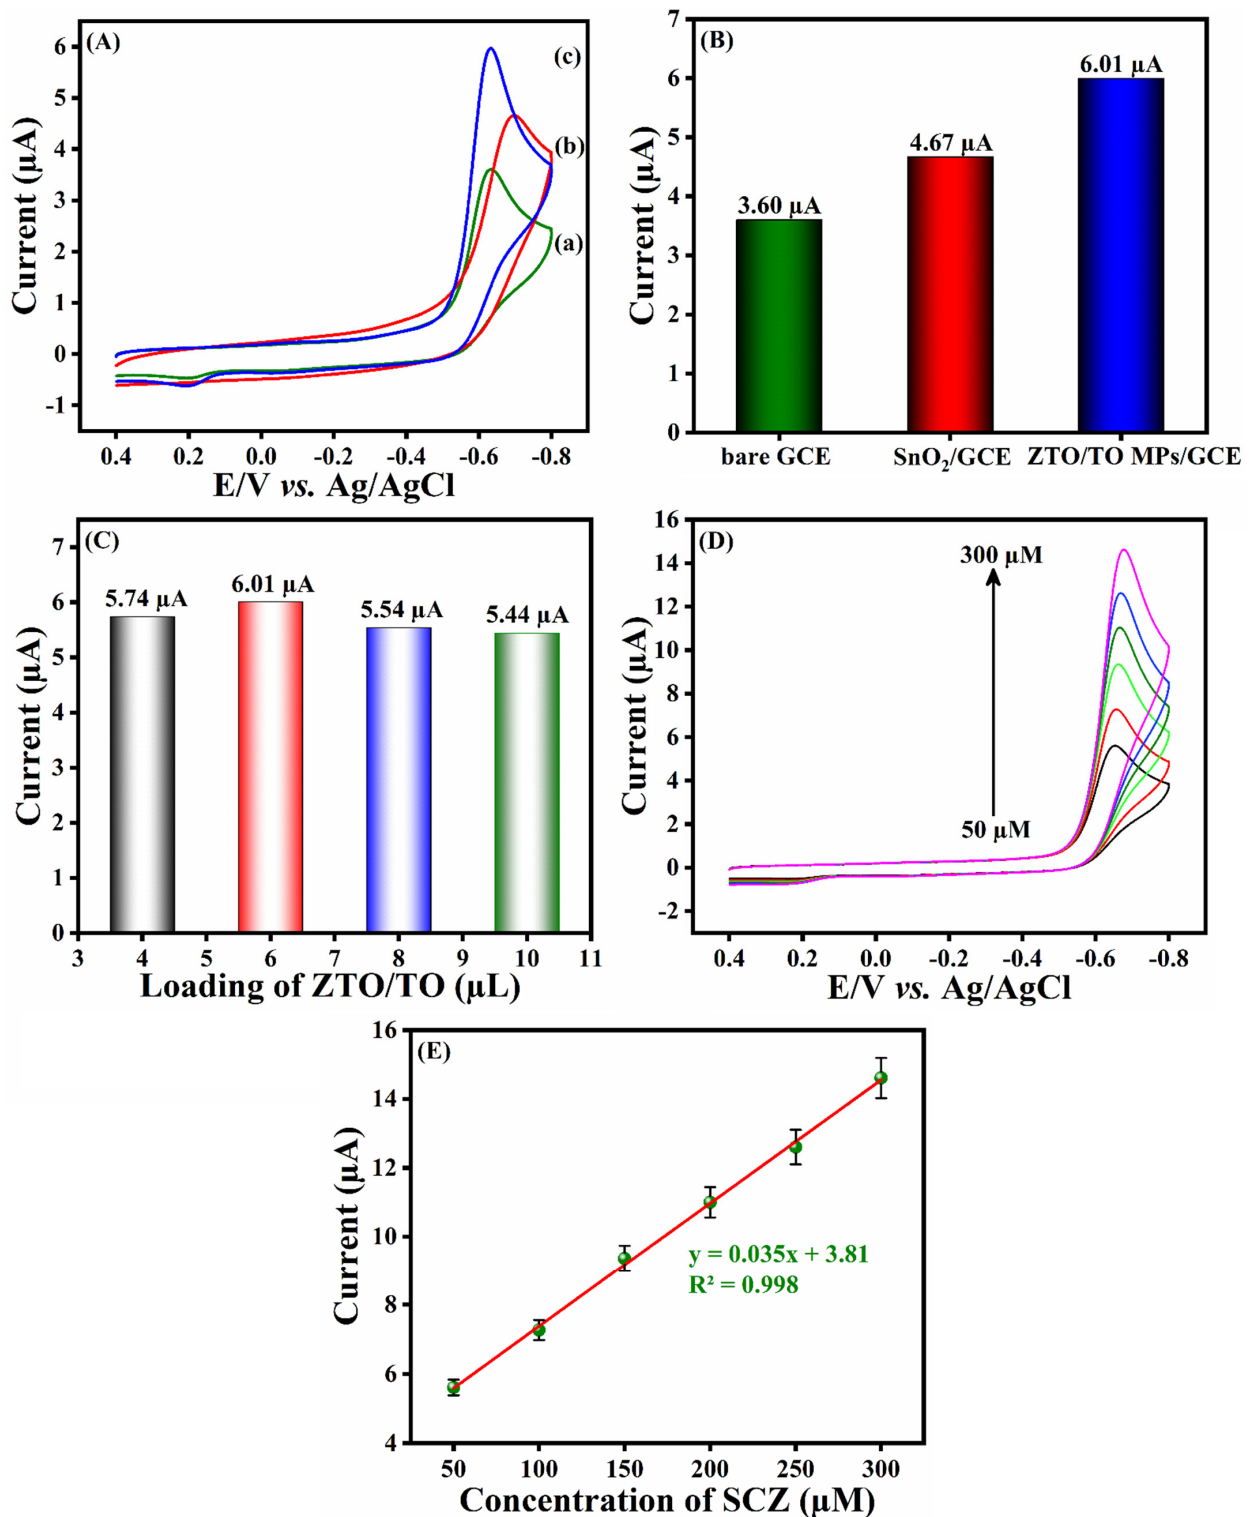 (A)
(c)
(b)
(a)
6
5
4
3
2
1
0
-1
Current (μA)
0.4 0.2 0.0 -0.2 -0.4 -0.6 -0.8
E/V vs. Ag/AgCl
(B)
7
6
5
4
3
2
1
0
Current (μA)
3.60 μA
4.67 μA
6.01 μA
bare GCE SnO₂/GCE ZTO/TO MPs/GCE
(C)
7
6
5
4
3
2
1
0
Current (μA)
5.74 μA
6.01 μA
5.54 μA
5.44 μA
3 4 5 6 7 8 9 10 11
Loading of ZTO/TO (μL)
(D)
16
14
12
10
8
6
4
2
0
-2
Current (μA)
300 μM
50 μM
0.4 0.2 0.0 -0.2 -0.4 -0.6 -0.8
E/V vs. Ag/AgCl
(E)
16
14
12
10
8
6
4
Current (μA)
y = 0.035x + 3.81
R² = 0.998
50 100 150 200 250 300
Concentration of SCZ (μM)